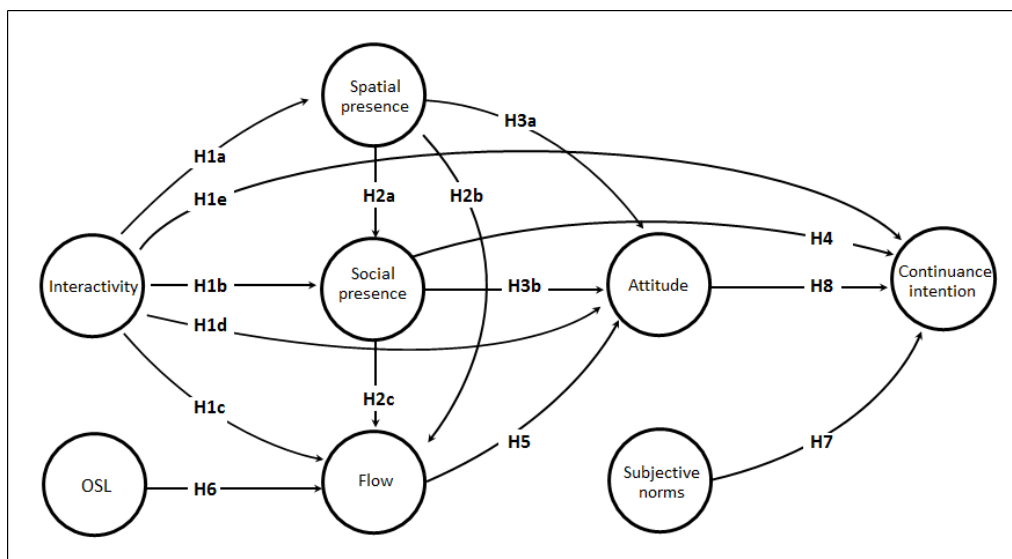 Spatial
presence
H3a
H1a
H1e
H2a
H2b
H4
Interactivity
H1b
Social
presence
H3b
Attitude
H8
Continuance
intention
H1d
H1c
H2c
H5
H7
OSL
H6
Flow
Subjective
norms